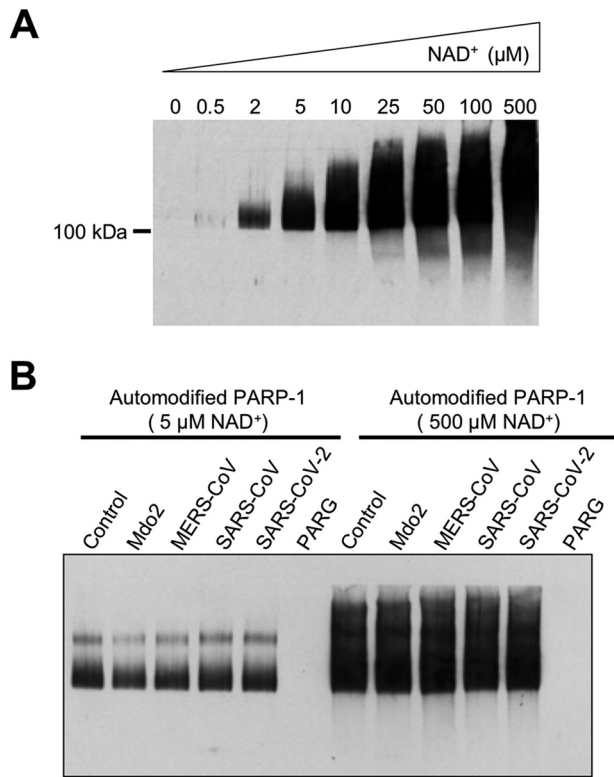 A
NAD⁺ (µM)
0 0.5 2 5 10 25 50 100 500
100 kDa
B
Automodified PARP-1 Automodified PARP-1
( 5 µM NAD⁺) ( 500 µM NAD⁺)
Control Mdo2 MERS-CoV SARS-CoV SARS-CoV-2 PARG Control Mdo2 MERS-CoV SARS-CoV SARS-CoV-2 PARG